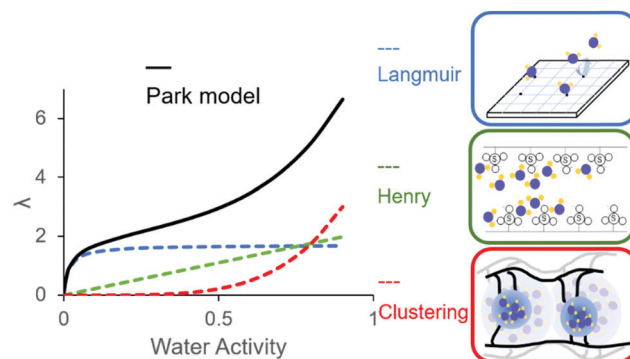 Park model
6
4
2
0
λ
0
0.5
1
Water Activity
---
Langmuir
---
Henry
---
Clustering
S S S S
S S S S